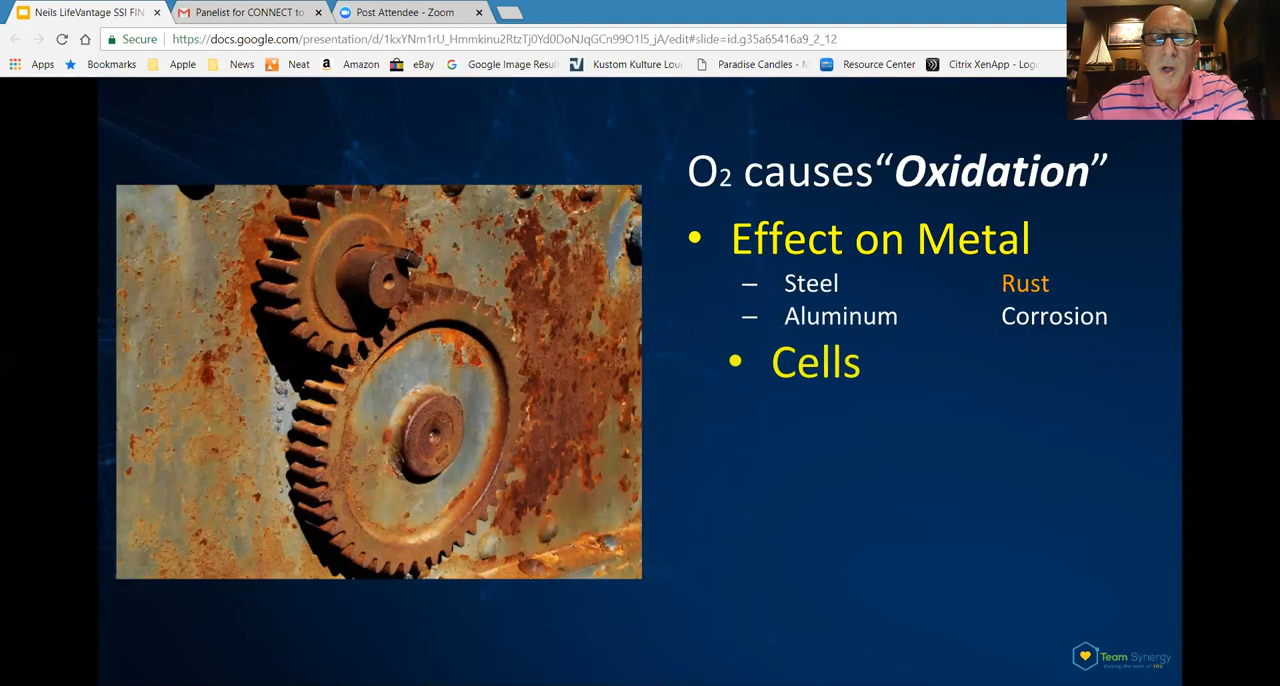 Neils LifeVantage SSI FIN
Panelist for CONNECT to
Post Attendee - Zoom
Secure
https://docs.google.com/presentation/d/1kxYNm1rU_Hmmkinu2RtzTj0Yd0DoNJqGCn99O1l5_jA/edit#slide=id.g35a65416a9_2_12
Apps Bookmarks Apple News Neat Amazon eBay Google Image Resul Kustom Kulture Lou Paradise Candles - M Resource Center Citrix XenApp - Logo
O2 causes“Oxidation”
• Effect on Metal
– Steel Rust
– Aluminum Corrosion
• Cells
Team Synergy